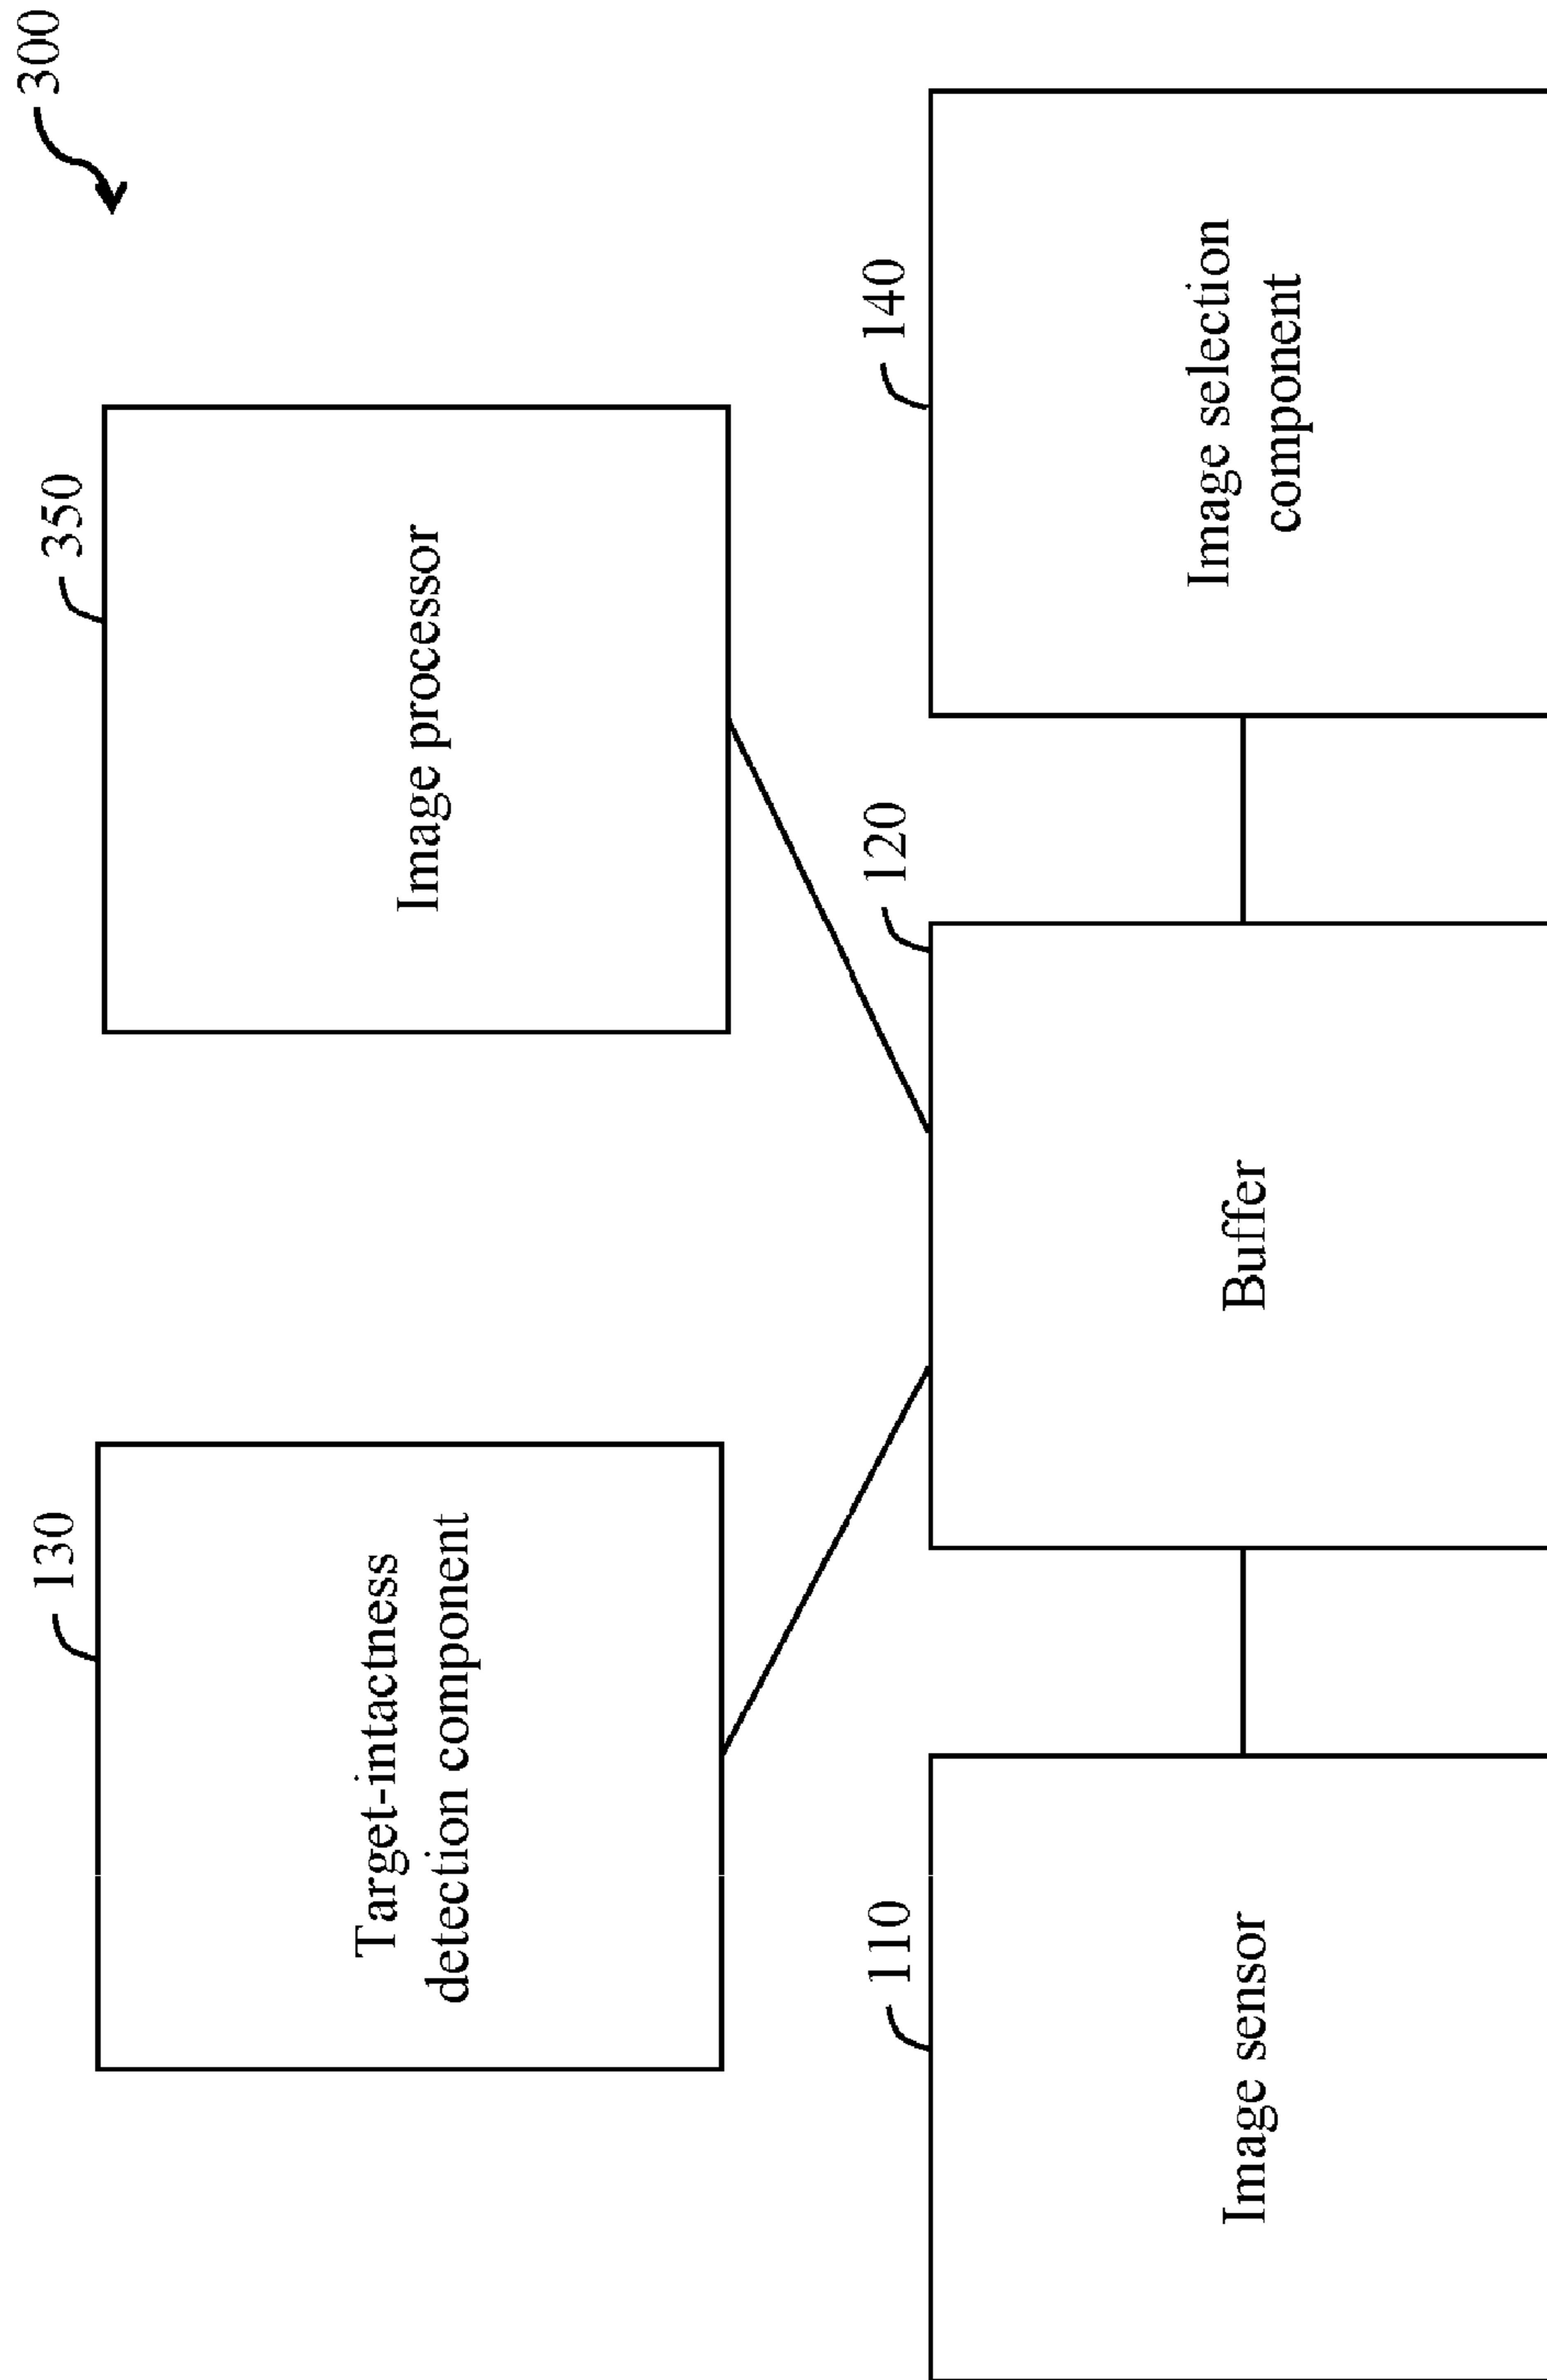 300
130
Target-intactness
detection component
350
Image processor
110
Image sensor
120
Buffer
140
Image selection
component